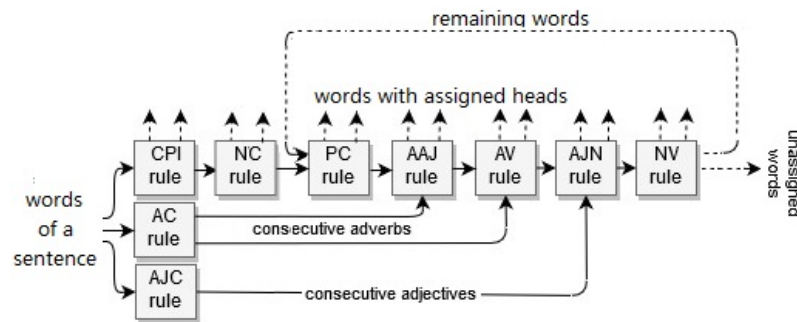 remaining words
words with assigned heads
CPI
rule
NC
rule
PC
rule
AAJ
rule
AV
rule
AJN
rule
NV
rule
unassigned
words
words
of a
sentence
AC
rule
consecutive adverbs
AJC
rule
consecutive adjectives